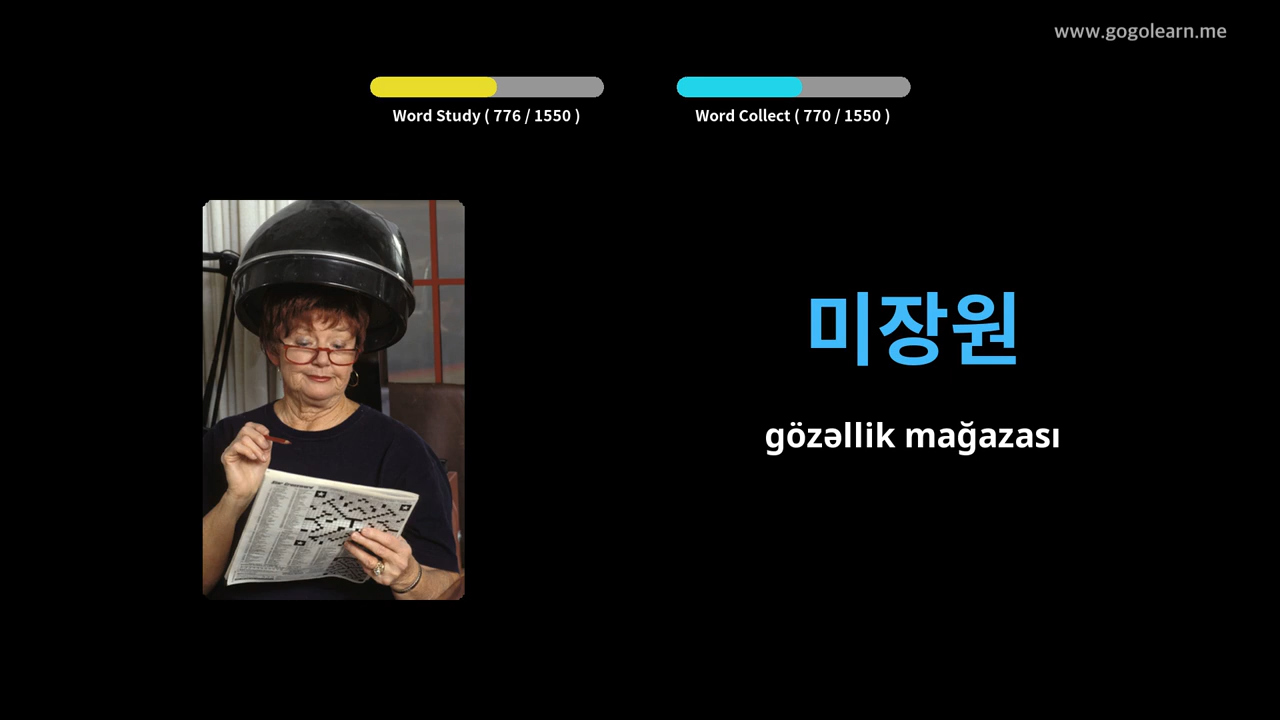 www.gogolearn.me
Word Study ( 776 / 1550 )
Word Collect ( 770 / 1550 )
미장원
gözəllik mağazası